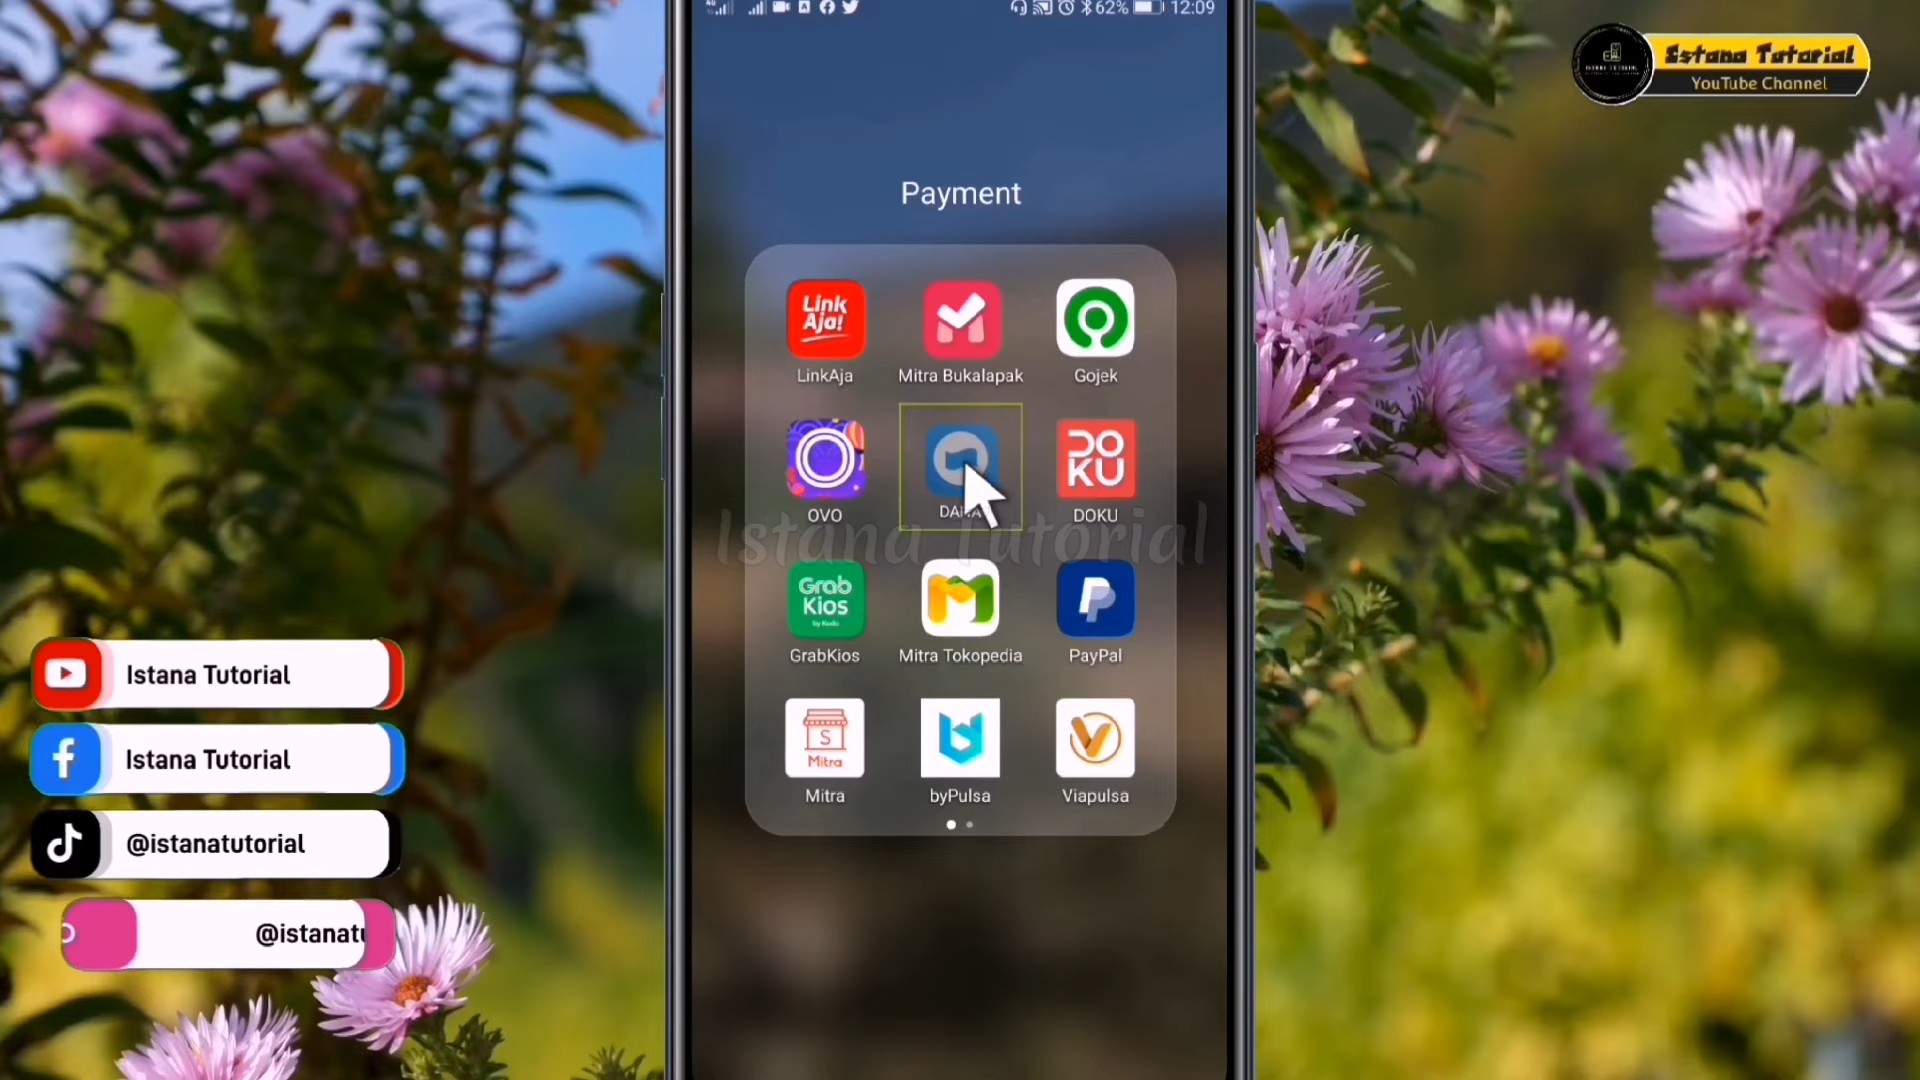 4G
62%
12:09
Istana Tutorial
YouTube Channel
Payment
Link
Aja!
LinkAja
Mitra Bukalapak
Gojek
OVO
DANA
DO
KU
DOKU
Istana Tutorial
Grab
Kios
by Kudo
GrabKios
Mitra Tokopedia
PayPal
S
Mitra
Mitra
byPulsa
Viapulsa
Istana Tutorial
Istana Tutorial
@istanatutorial
@istanatu